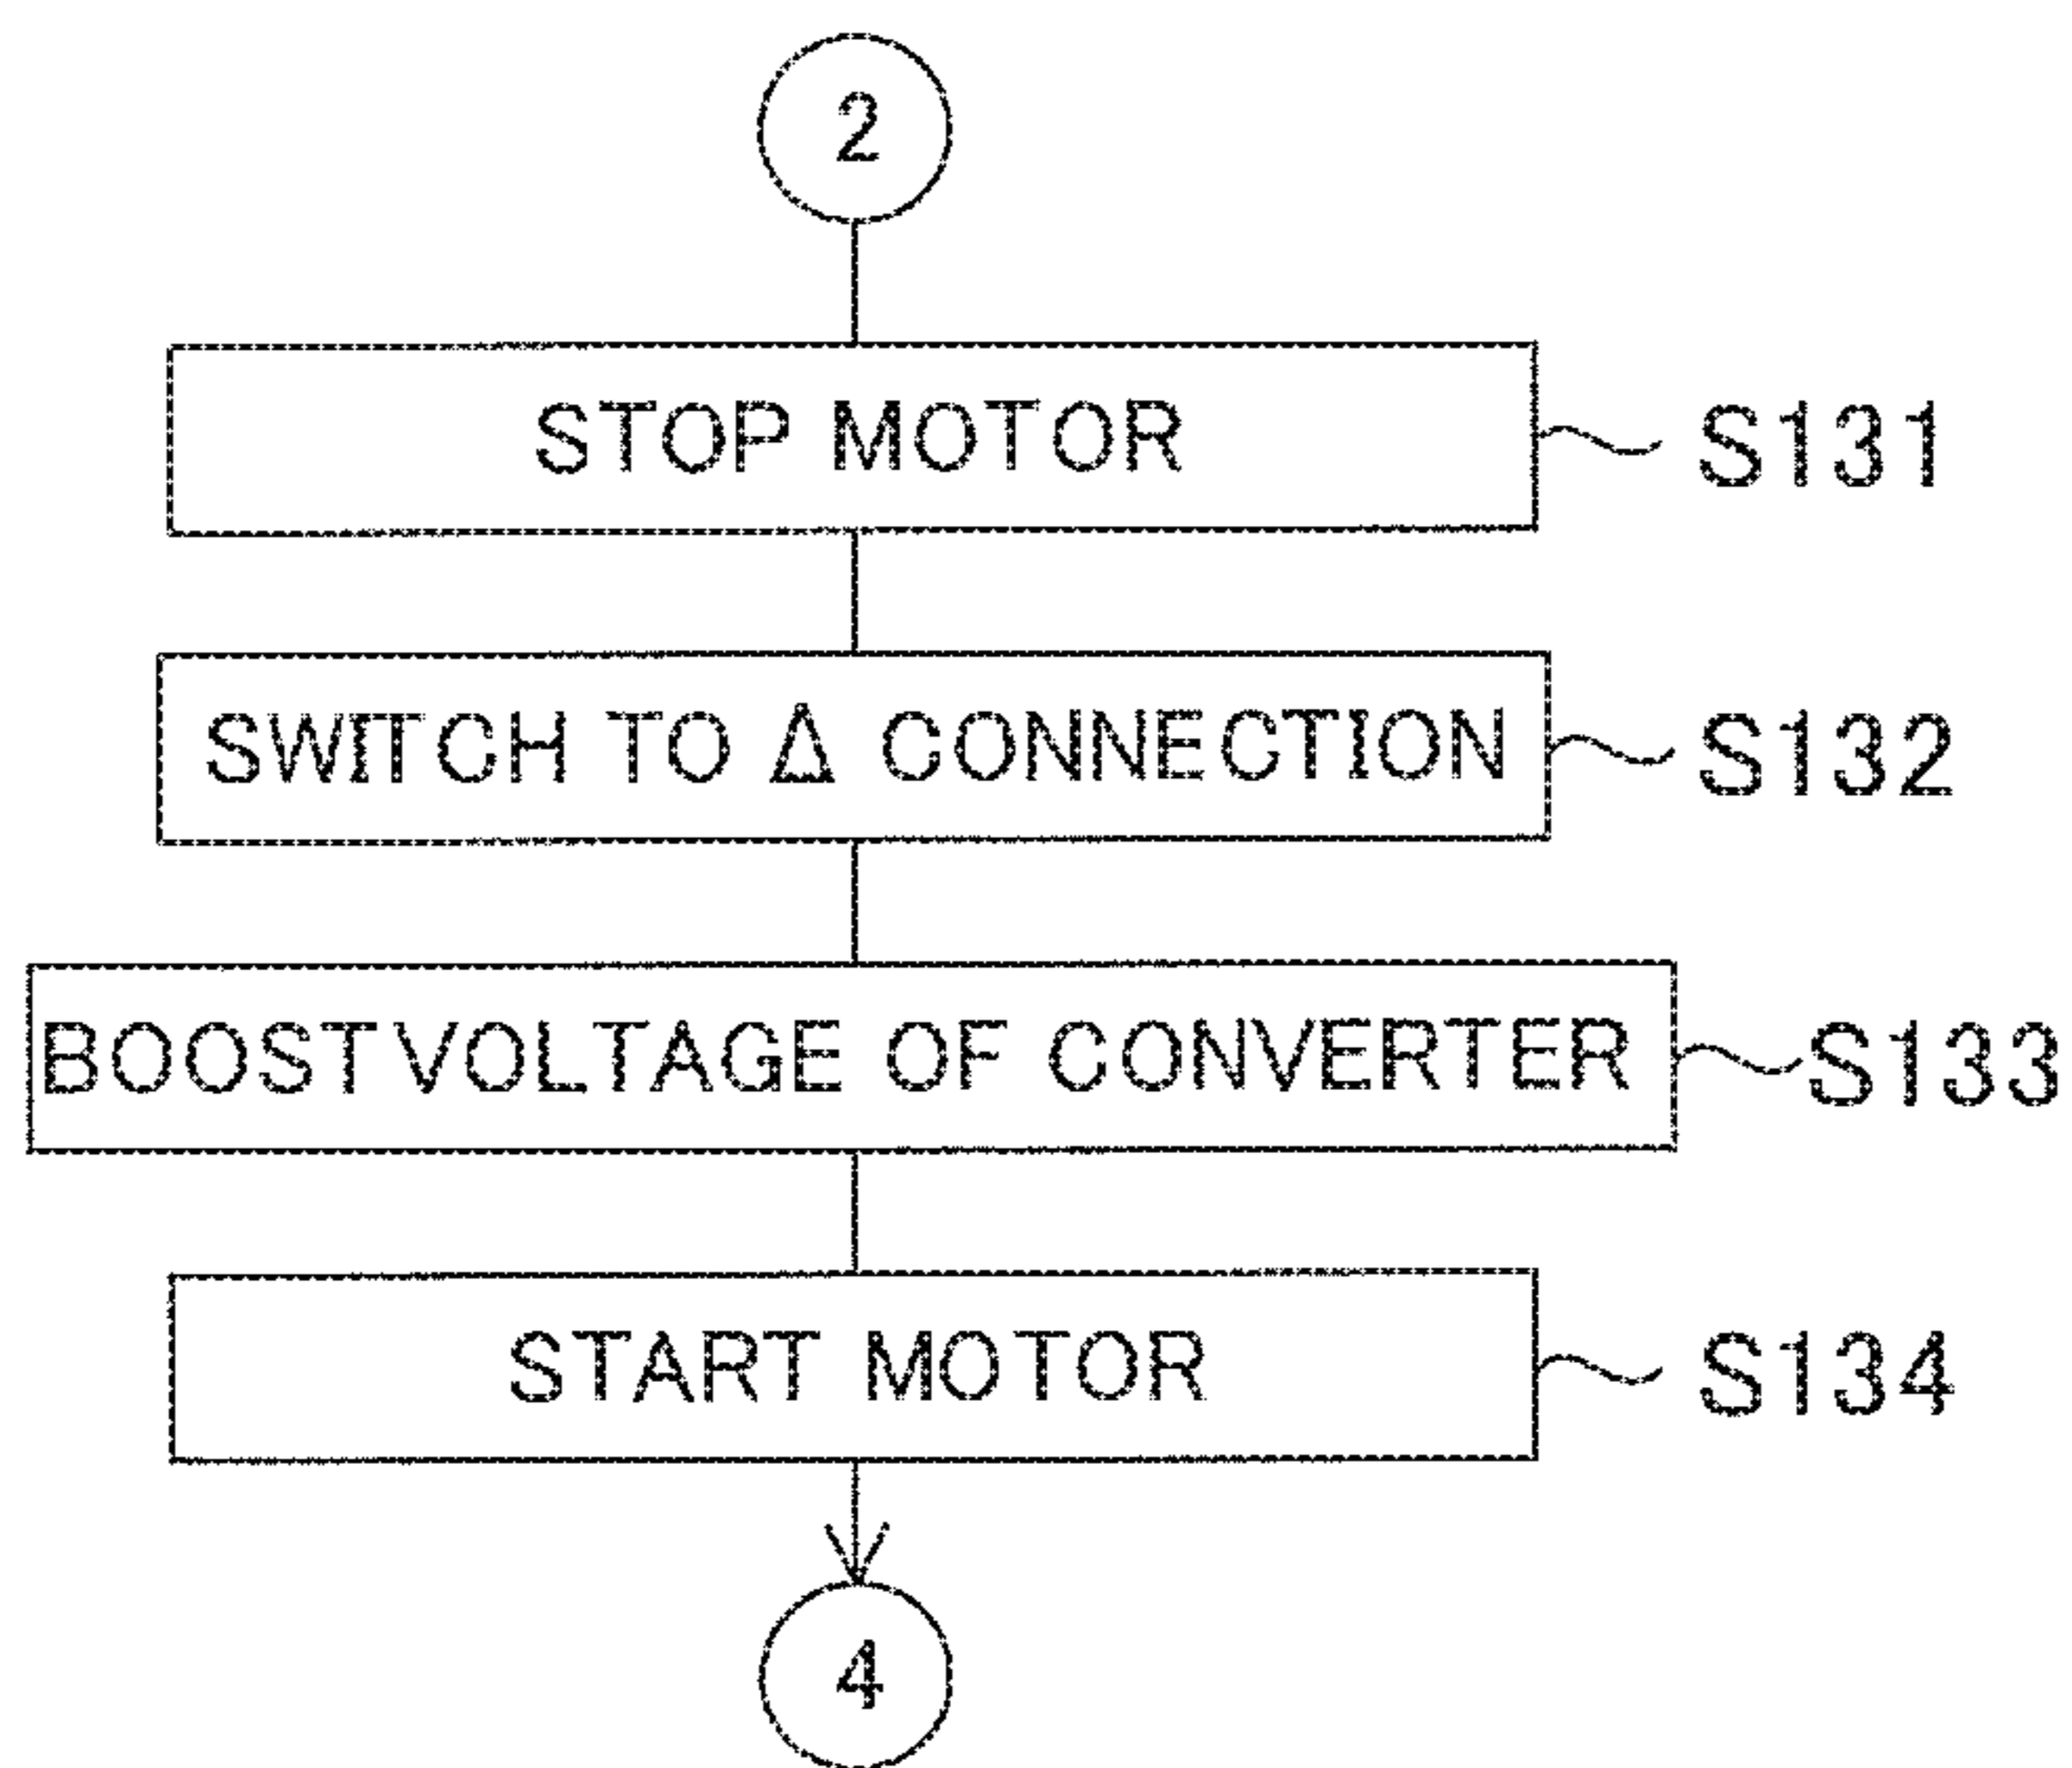 2
STOP MOTOR S131
SWITCH TO Δ CONNECTION S132
BOOST VOLTAGE OF CONVERTER S133
START MOTOR S134
4